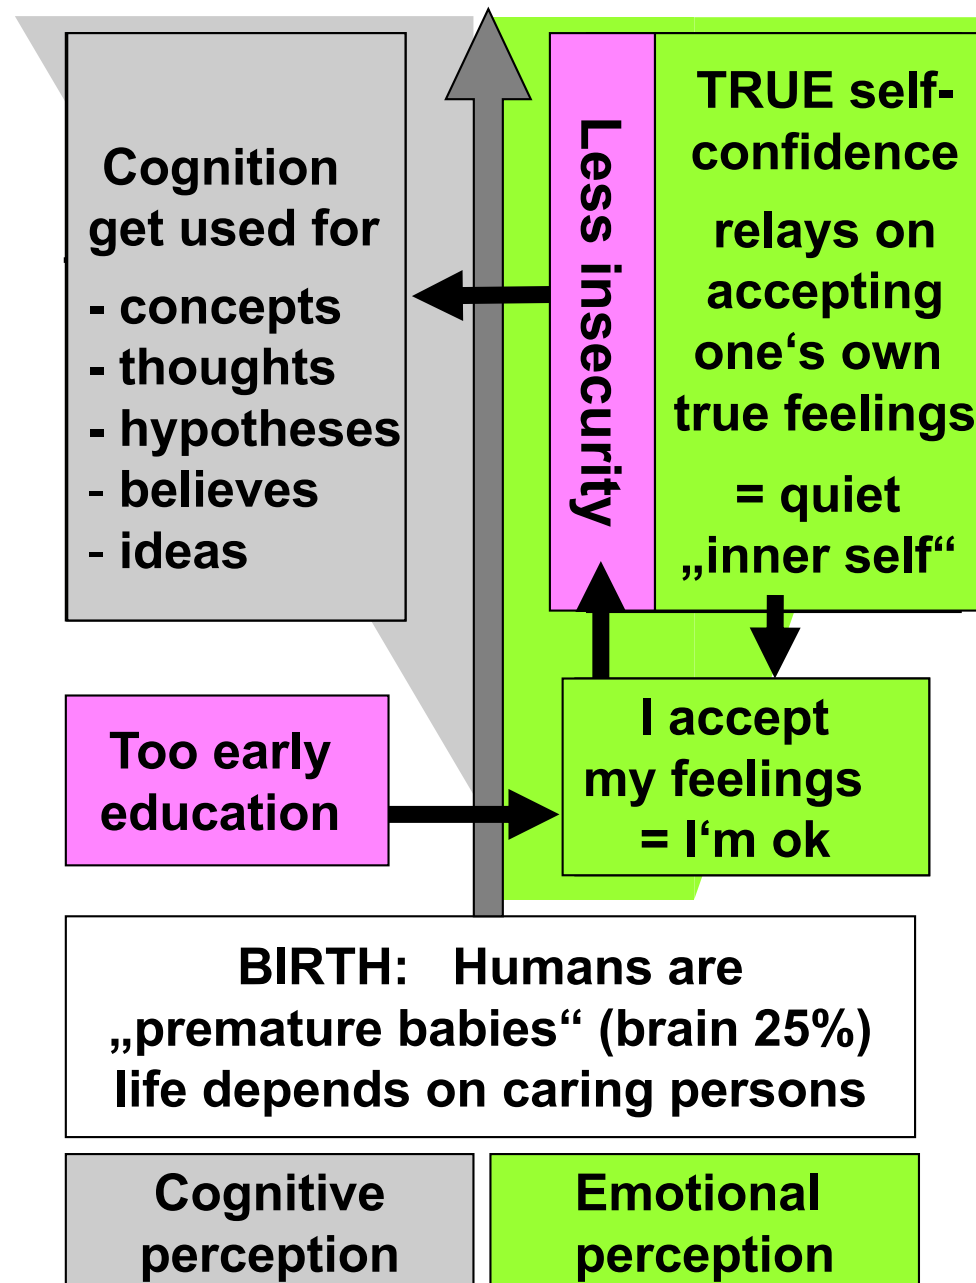 Cognition
get used for
- concepts
- thoughts
- hypotheses
- believes
- ideas
Less insecurity
TRUE self-
confidence
relays on
accepting
one‘s own
true feelings
= quiet
„inner self“
Too early
education
I accept
my feelings
= I‘m ok
BIRTH: Humans are
„premature babies“ (brain 25%)
life depends on caring persons
Cognitive
perception
Emotional
perception